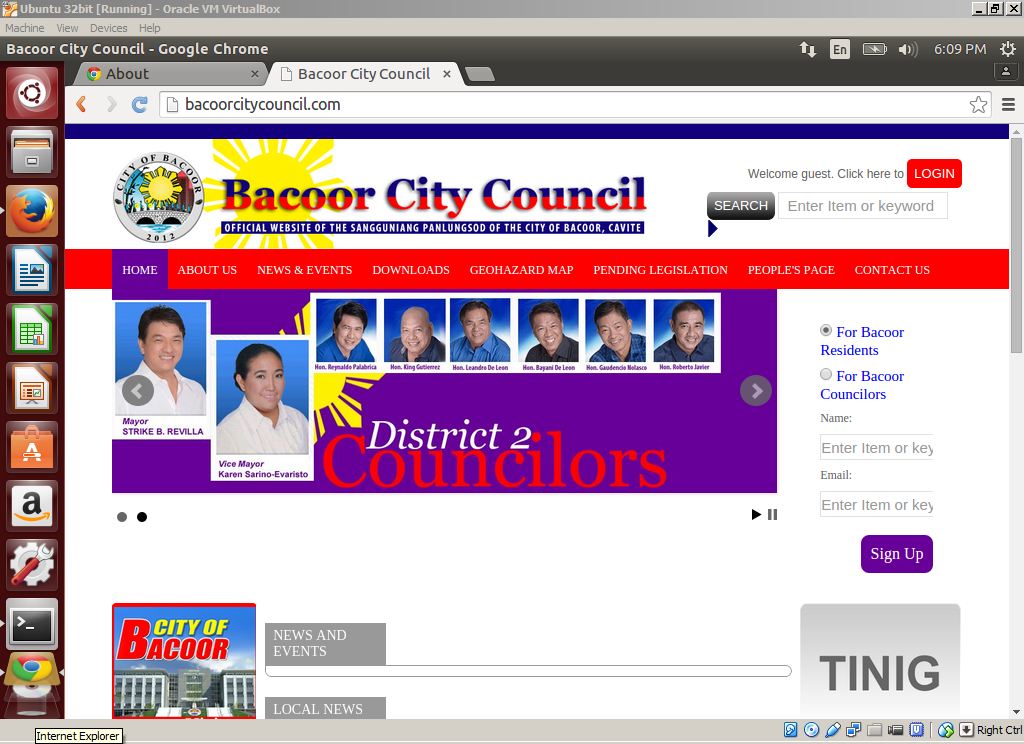 Ubuntu 32bit [Running] - Oracle VM VirtualBox
Machine View Devices Help
Bacoor City Council - Google Chrome
En
6:09 PM
About
Bacoor City Council
bacoorcitycouncil.com
CITY OF BACOOR
2012
Bacoor City Council
OFFICIAL WEBSITE OF THE SANGGUNIANG PANLUNGSOD OF THE CITY OF BACOOR, CAVITE
Welcome guest. Click here to LOGIN
SEARCH Enter Item or keyword
HOME ABOUT US NEWS & EVENTS DOWNLOADS GEOHAZARD MAP PENDING LEGISLATION PEOPLE'S PAGE CONTACT US
Hon. Reynaldo Palabrica Hon. King Gutierrez Hon. Leandro De Leon Hon. Bayani De Leon Hon. Gaudencio Nolasco Hon. Roberto Javier
Mayor
STRIKE B. REVILLA
Vice Mayor
Karen Sarino-Evaristo
District 2
Councilors
For Bacoor
Residents
For Bacoor
Councilors
Name:
Enter Item or key
Email:
Enter Item or key
Sign Up
CITY OF
BACOOR
NEWS AND
EVENTS
LOCAL NEWS
TINIG
a
Internet Explorer
Right Ctrl